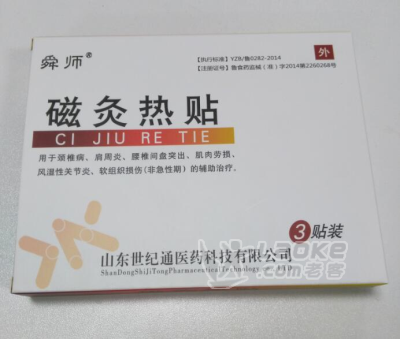 舜师®
【执行标准】YZB/鲁0282-2014
【注册证号】鲁食药监械（准）字2014第2260268号
外
磁灸热贴
CI JIU RE TIE
用于颈椎病、肩周炎、腰椎间盘突出、肌肉劳损、
风湿性关节炎、软组织损伤(非急性期）的辅助治疗.
3贴装
山东世纪通医药科技有限公司
ShanDongShiJiTongPharmaceutical Technology
Laoke
.com老客